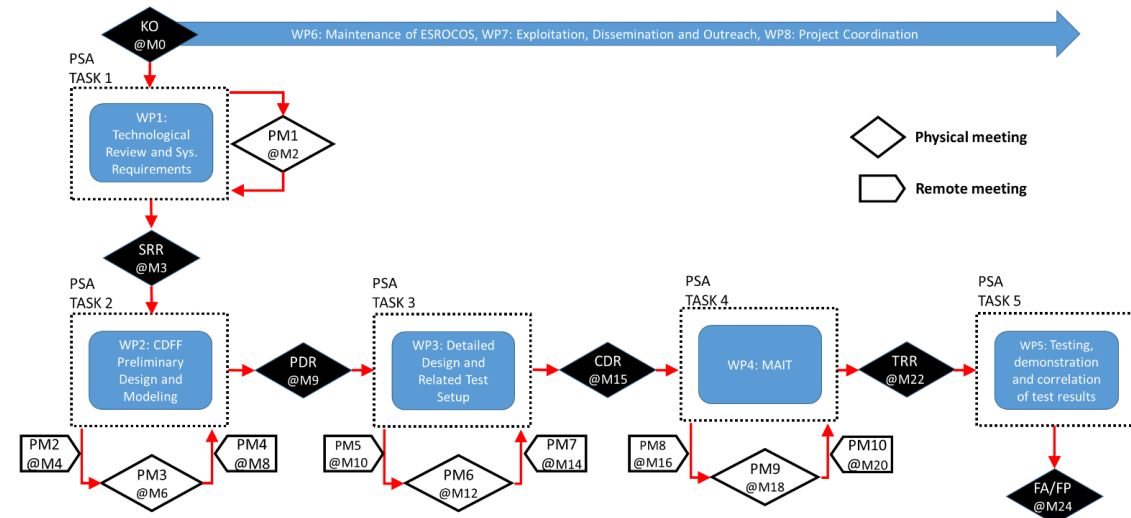 KO
@M0
WP6: Maintenance of ESROCOS, WP7: Exploitation, Dissemination and Outreach, WP8: Project Coordination
PSA
TASK 1
WP1:
Technological
Review and Sys.
Requirements
PM1
@M2
Physical meeting
Remote meeting
SRR
@M3
PSA
TASK 2
WP2: CDFF
Preliminary
Design and
Modeling
PDR
@M9
PSA
TASK 3
WP3: Detailed
Design and
Related Test
Setup
CDR
@M15
PSA
TASK 4
WP4: MAIT
TRR
@M22
PSA
TASK 5
WP5: Testing,
demonstration
and correlation
of test results
PM2
@M4
PM3
@M6
PM4
@M8
PM5
@M10
PM6
@M12
PM7
@M14
PM8
@M16
PM9
@M18
PM10
@M20
FA/FP
@M24